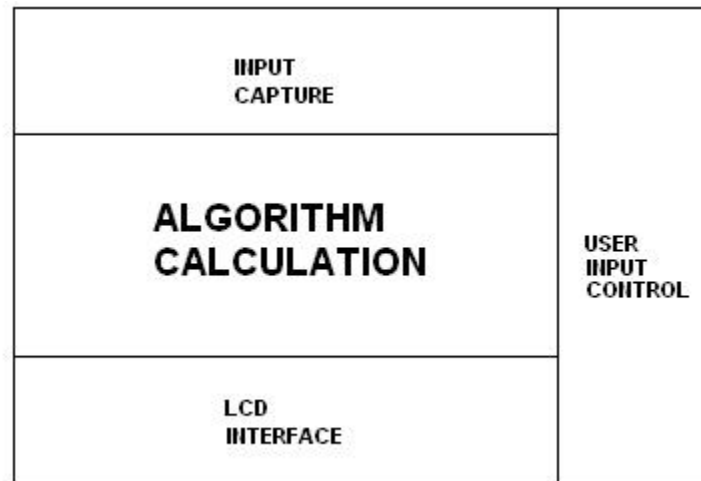 INPUT
CAPTURE
ALGORITHM
CALCULATION
USER
INPUT
CONTROL
LCD
INTERFACE